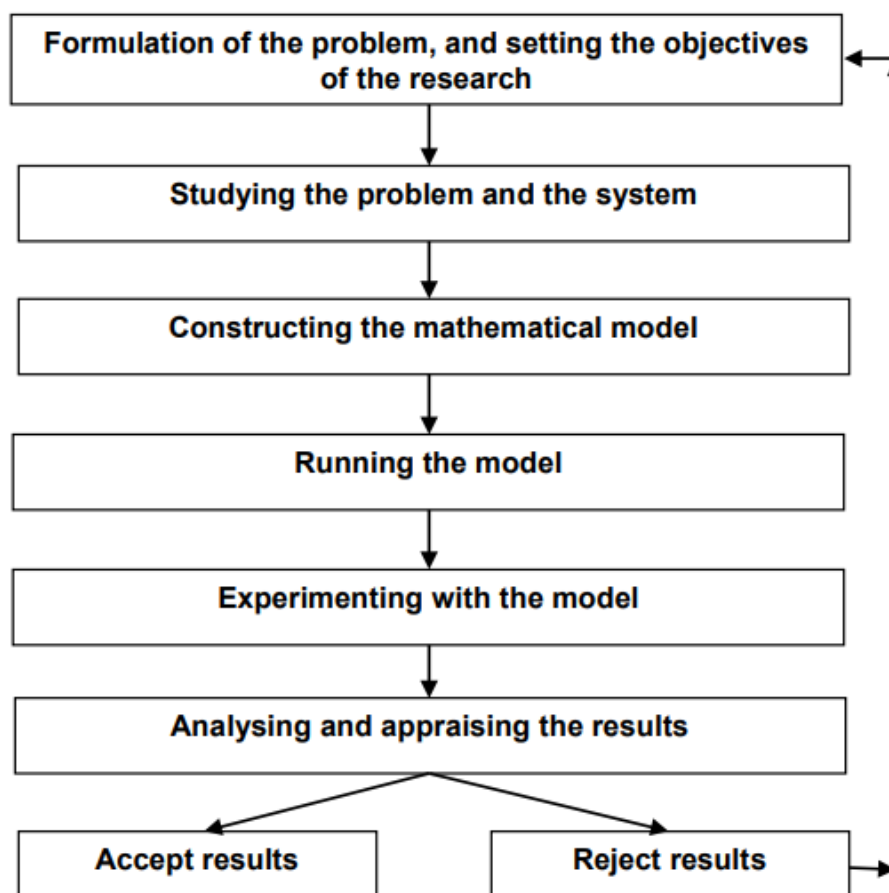 Formulation of the problem, and setting the objectives
of the research
Studying the problem and the system
Constructing the mathematical model
Running the model
Experimenting with the model
Analysing and appraising the results
Accept results
Reject results